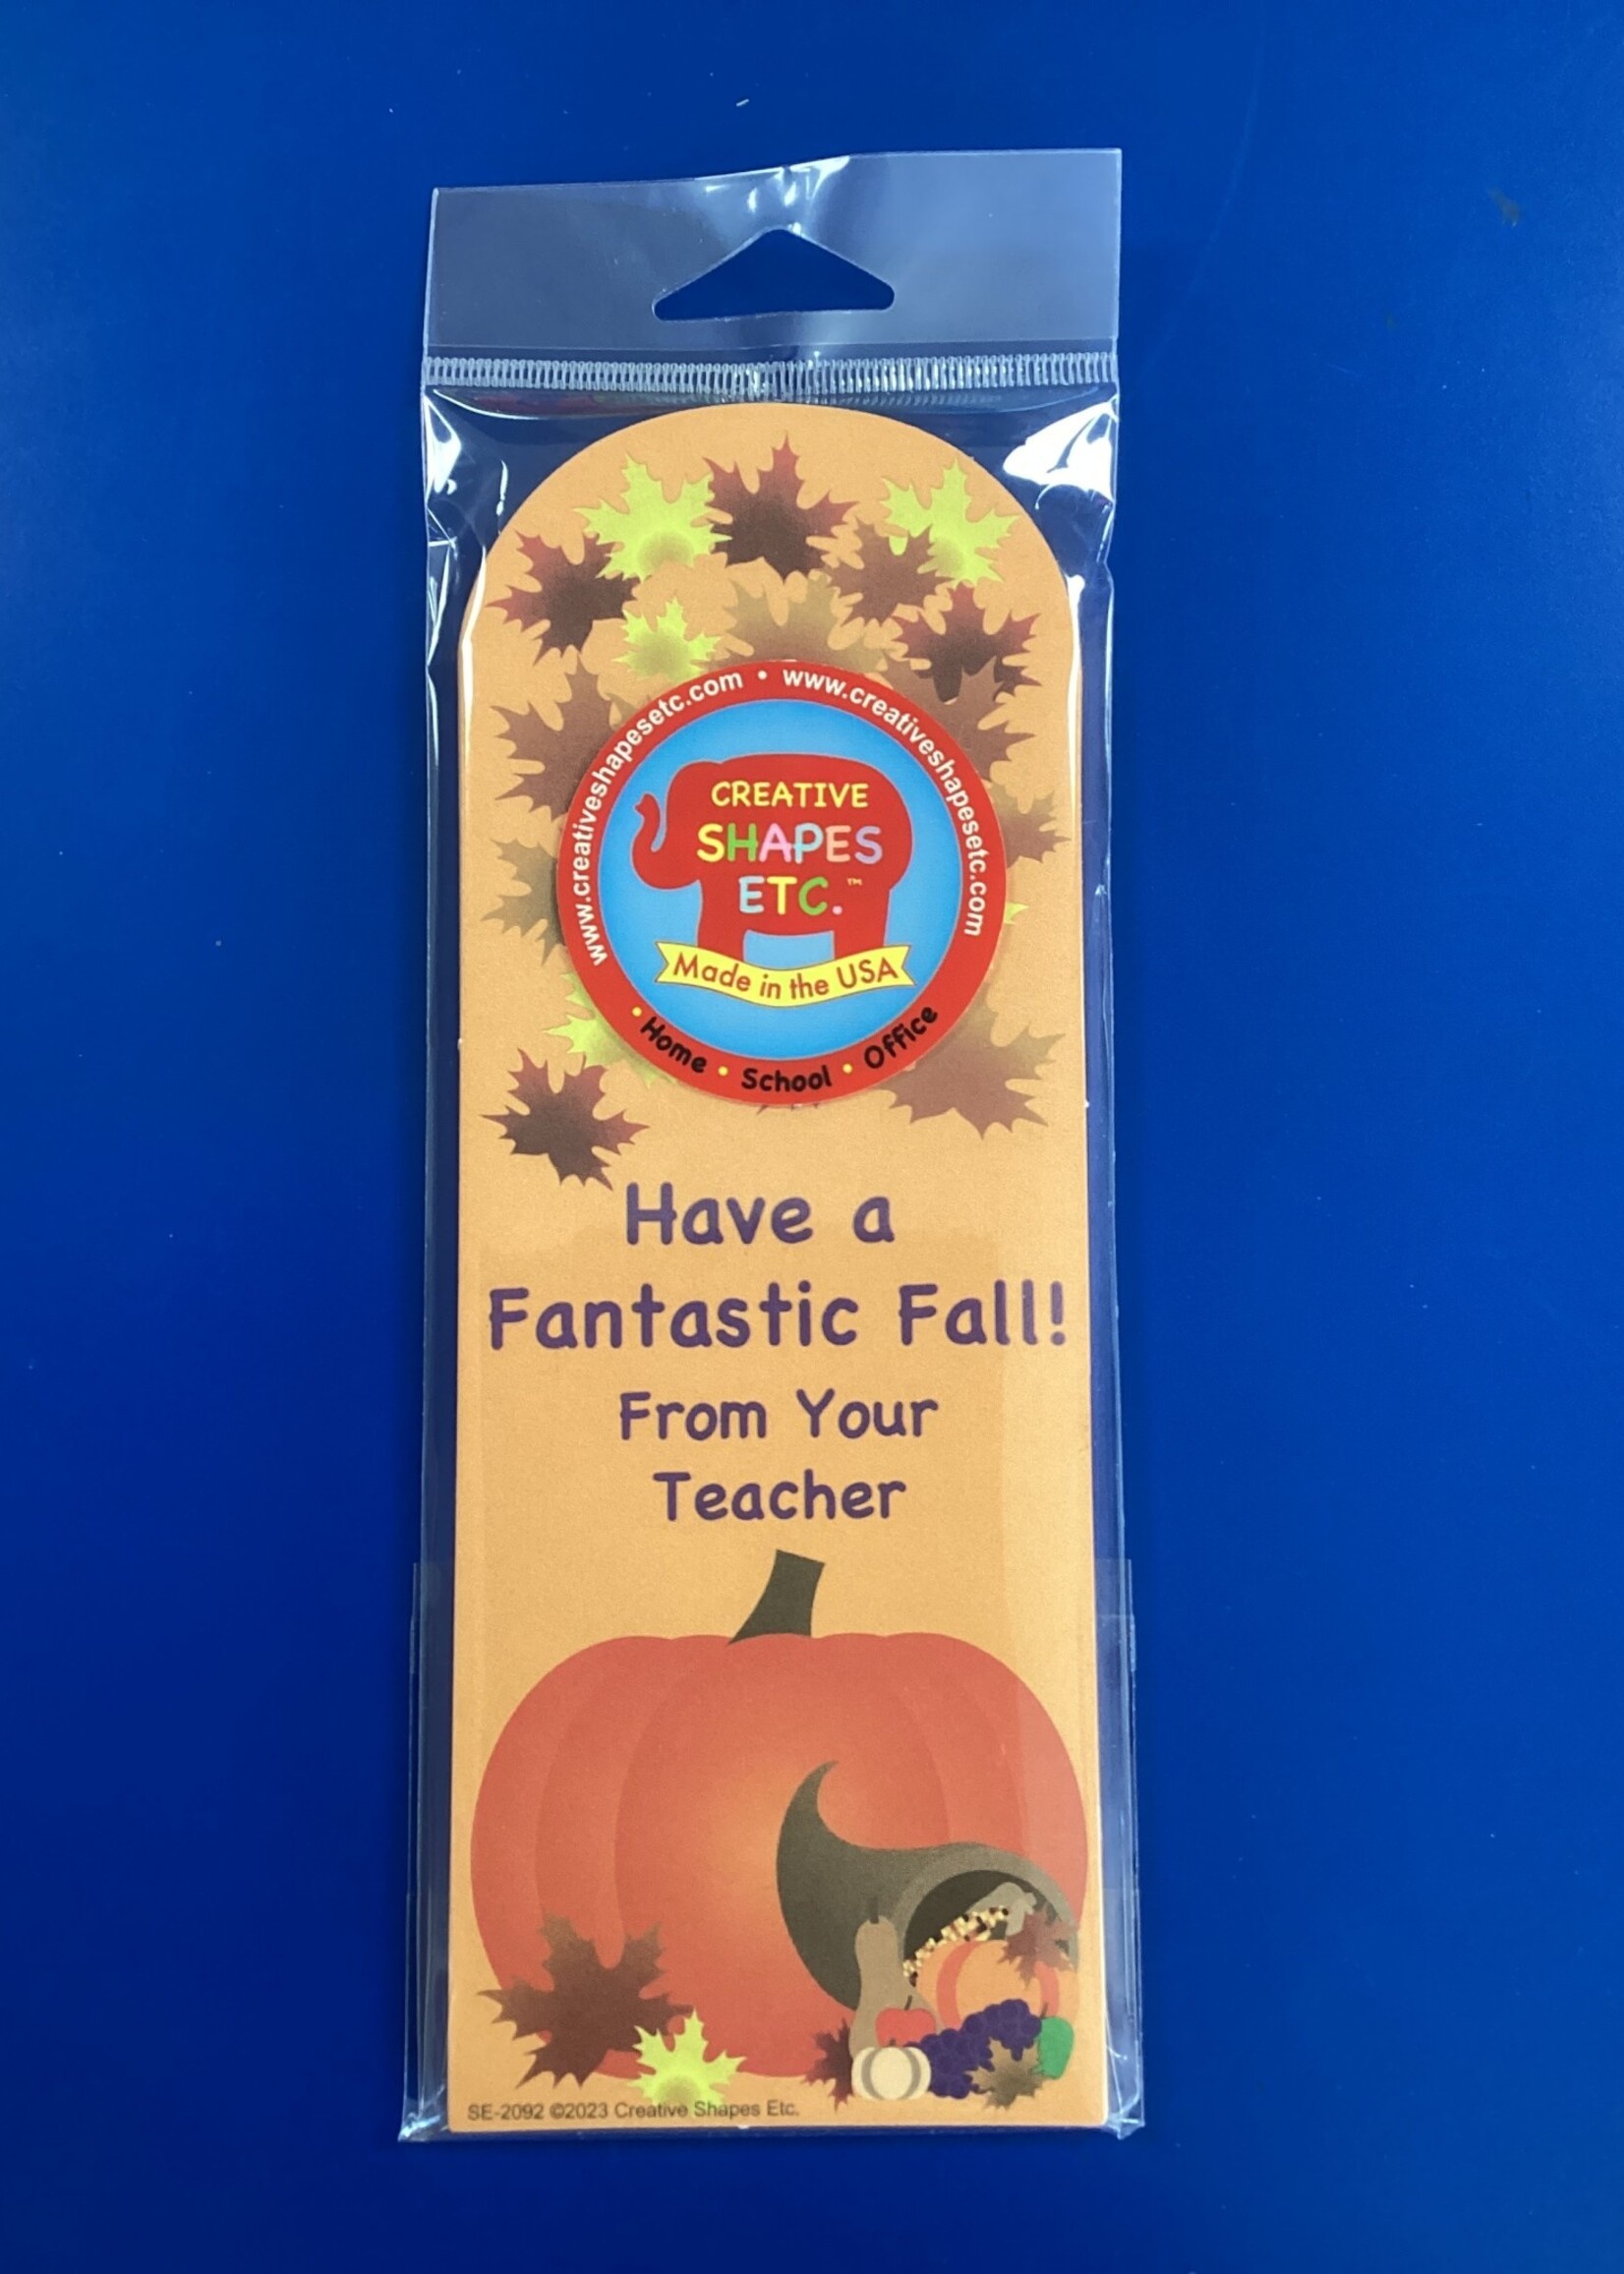 www.creativeshapesetc.com • www.creativeshapesetc.com
CREATIVE
SHAPES
ETC.™
Made in the USA
• Home • School • Office
Have a
Fantastic Fall!
From Your
Teacher
SE-2092 ©2023 Creative Shapes Etc.